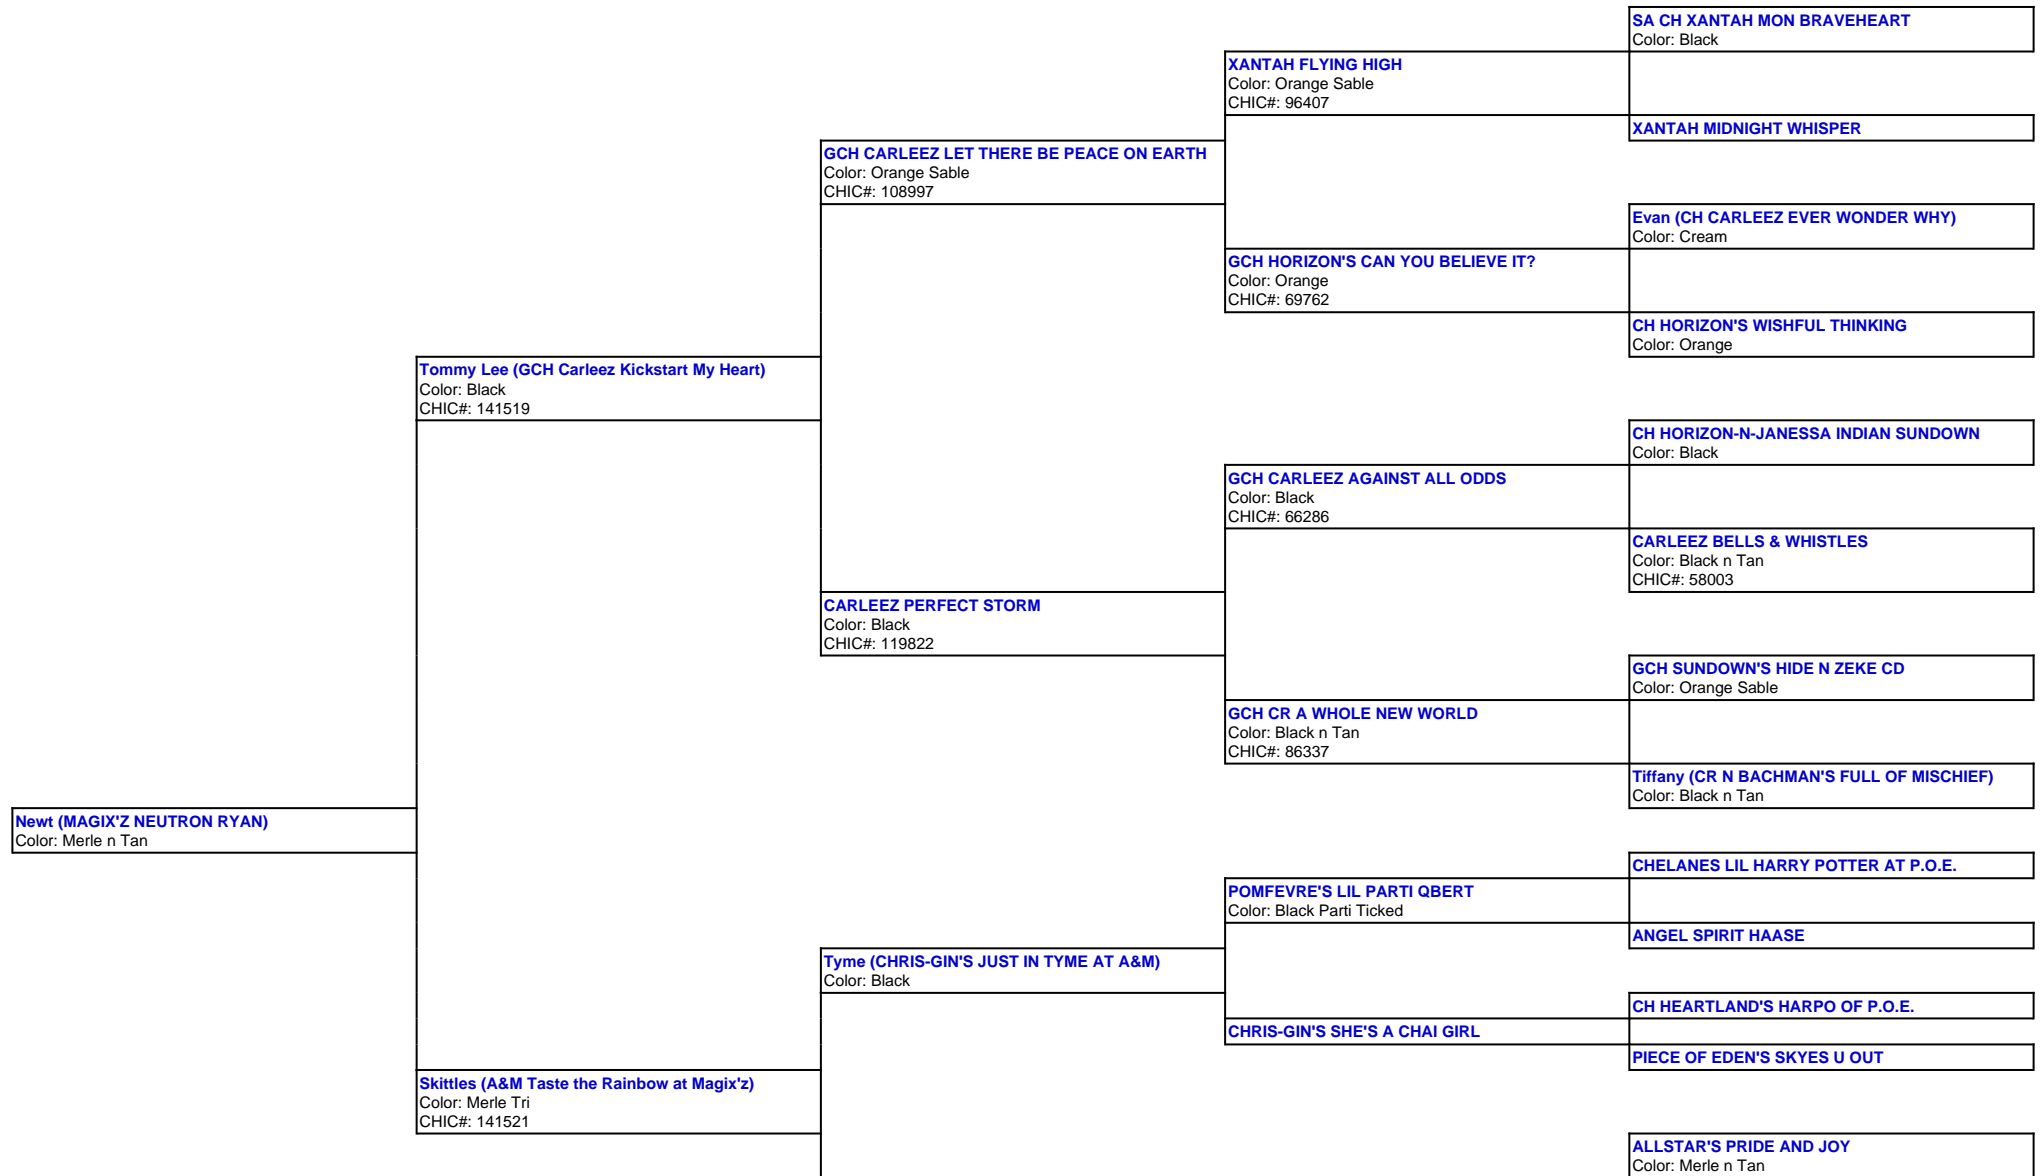 SA CH XANTAH MON BRAVEHEART
Color: Black
XANTAH FLYING HIGH
Color: Orange Sable
CHIC#: 96407
XANTAH MIDNIGHT WHISPER
GCH CARLEEZ LET THERE BE PEACE ON EARTH
Color: Orange Sable
CHIC#: 108997
Evan (CH CARLEEZ EVER WONDER WHY)
Color: Cream
GCH HORIZON'S CAN YOU BELIEVE IT?
Color: Orange
CHIC#: 69762
CH HORIZON'S WISHFUL THINKING
Color: Orange
Tommy Lee (GCH Carleez Kickstart My Heart)
Color: Black
CHIC#: 141519
CH HORIZON-N-JANESSA INDIAN SUNDOWN
Color: Black
GCH CARLEEZ AGAINST ALL ODDS
Color: Black
CHIC#: 66286
CARLEEZ BELLS & WHISTLES
Color: Black n Tan
CHIC#: 58003
CARLEEZ PERFECT STORM
Color: Black
CHIC#: 119822
GCH SUNDOWN'S HIDE N ZEKE CD
Color: Orange Sable
GCH CR A WHOLE NEW WORLD
Color: Black n Tan
CHIC#: 86337
Tiffany (CR N BACHMAN'S FULL OF MISCHIEF)
Color: Black n Tan
Newt (MAGIX'Z NEUTRON RYAN)
Color: Merle n Tan
CHELANES LIL HARRY POTTER AT P.O.E.
POMFEVRE'S LIL PARTI QBERT
Color: Black Parti Ticked
ANGEL SPIRIT HAASE
Tyme (CHRIS-GIN'S JUST IN TYME AT A&M)
Color: Black
CH HEARTLAND'S HARPO OF P.O.E.
CHRIS-GIN'S SHE'S A CHAI GIRL
PIECE OF EDEN'S SKYES U OUT
Skittles (A&M Taste the Rainbow at Magix'z)
Color: Merle Tri
CHIC#: 141521
ALLSTAR'S PRIDE AND JOY
Color: Merle n Tan